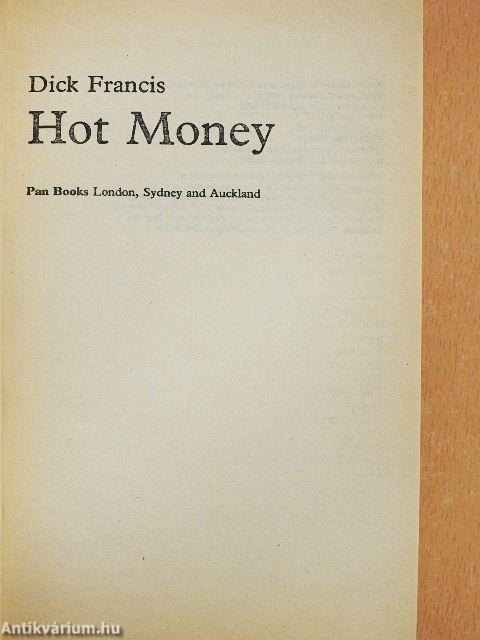 Dick Francis
Hot Money
Pan Books London, Sydney and Auckland
Antikvárium.hu